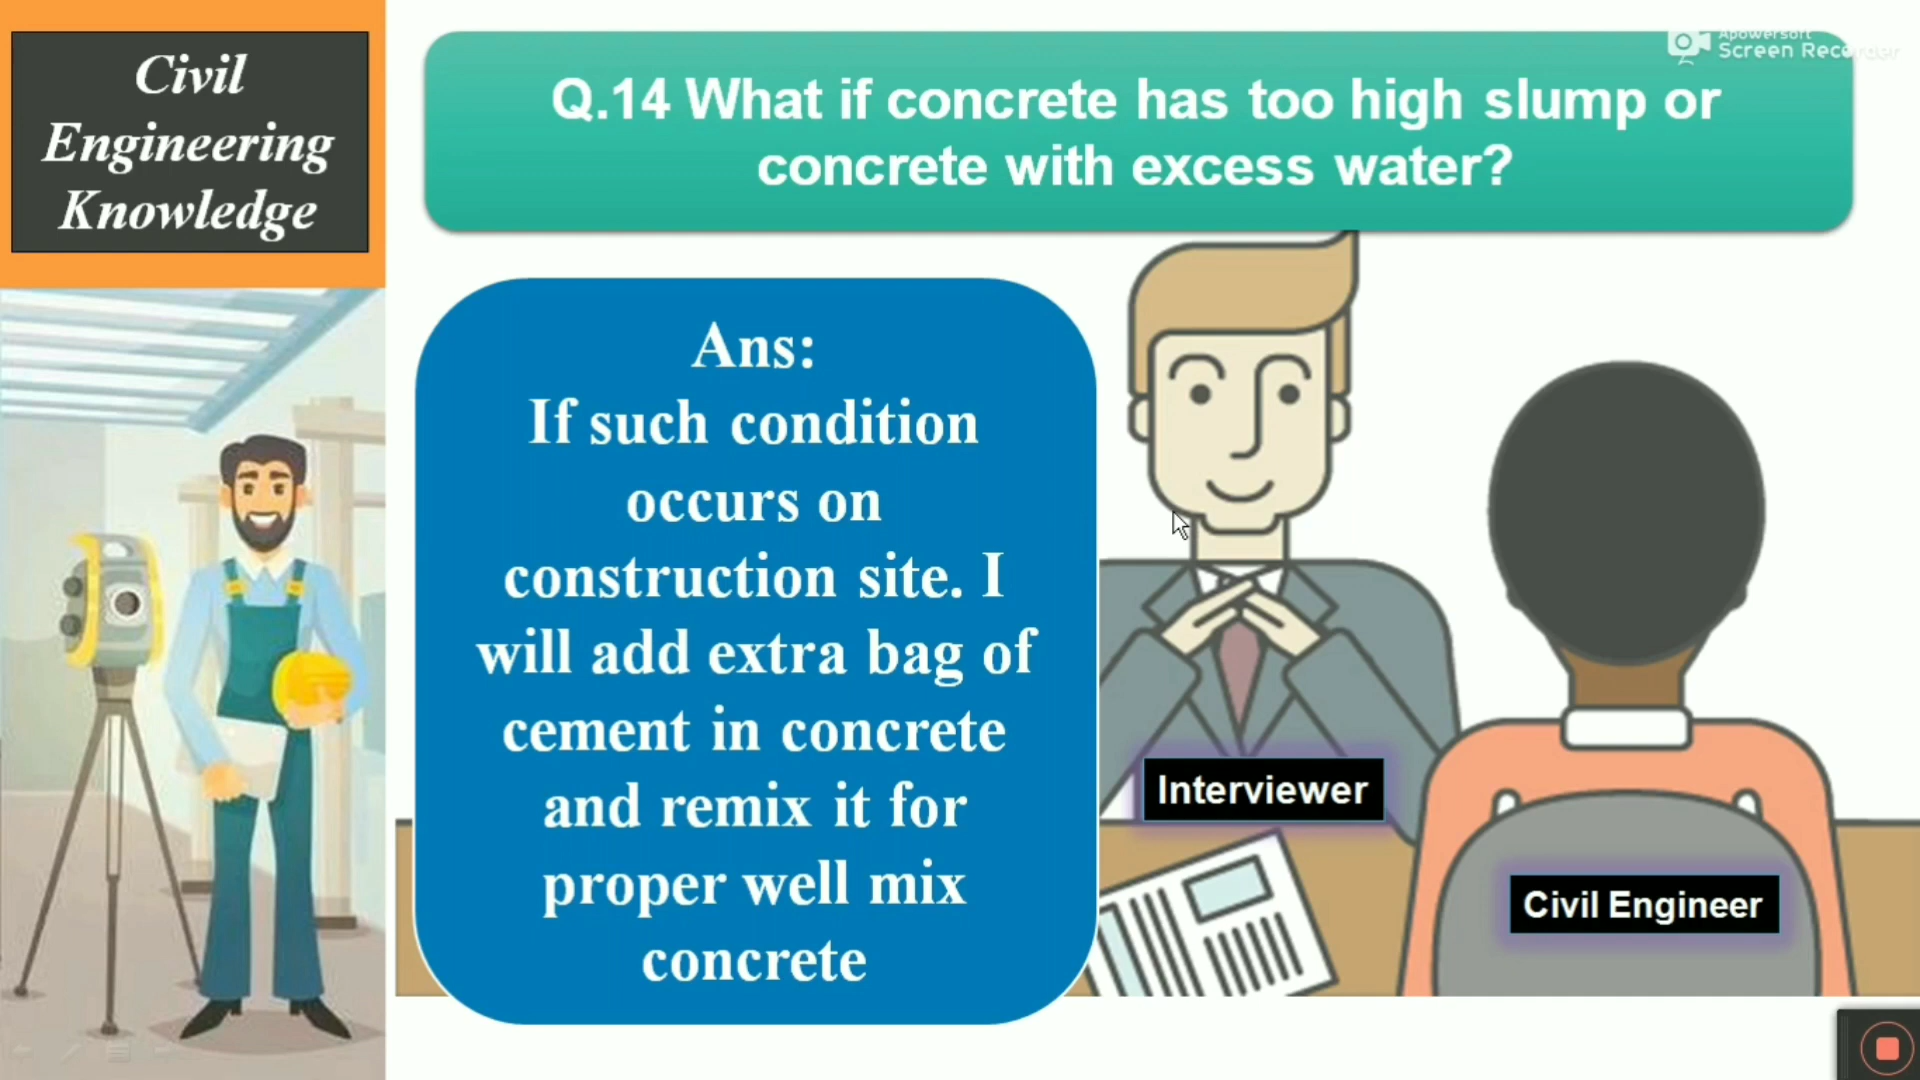 Civil
Engineering
Knowledge
Apowersoft
Screen Recorder
Q.14 What if concrete has too high slump or
concrete with excess water?
Ans:
If such condition
occurs on
construction site. I
will add extra bag of
cement in concrete
and remix it for
proper well mix
concrete
Interviewer
Civil Engineer